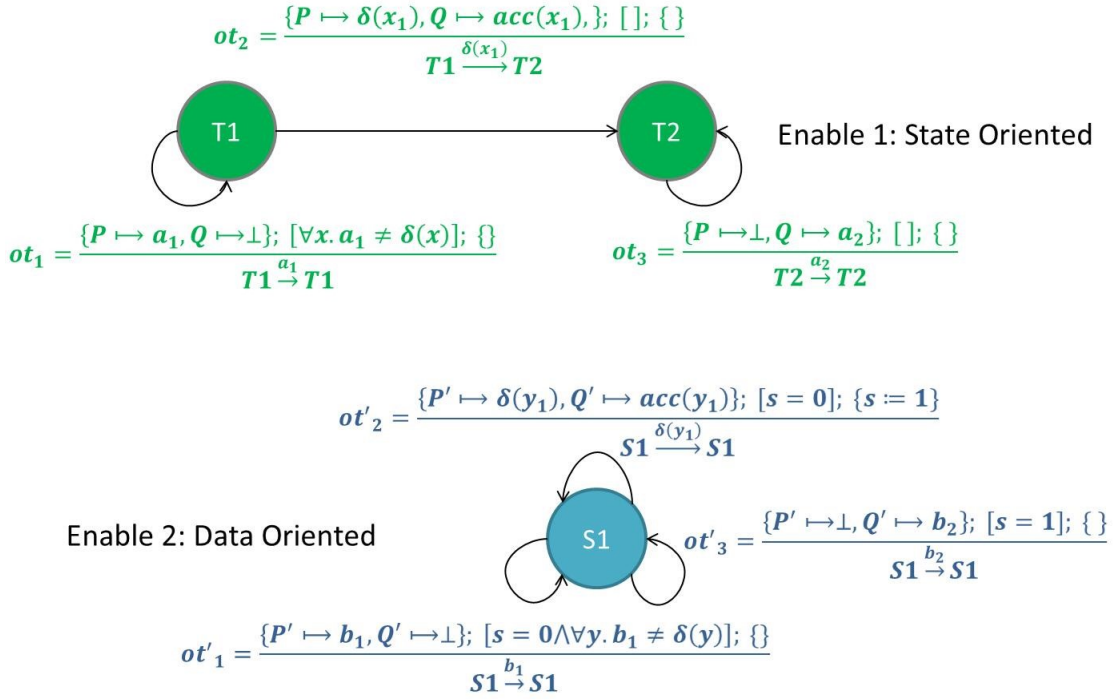 ot₂ = {P ↦ δ(x₁), Q ↦ acc(x₁),}; [ ]; { }
T1 δ(x₁)⟶ T2
T1
T2
Enable 1: State Oriented
ot₁ = {P ↦ a₁, Q ↦⊥}; [∀x. a₁ ≠ δ(x)]; {}
T1 a₁→ T1
ot₃ = {P ↦⊥, Q ↦ a₂}; [ ]; { }
T2 a₂→ T2
ot′₂ = {P′ ↦ δ(y₁), Q′ ↦ acc(y₁)}; [s = 0]; {s ≔ 1}
S1 δ(y₁)⟶ S1
Enable 2: Data Oriented
S1
ot′₃ = {P′ ↦⊥, Q′ ↦ b₂}; [s = 1]; { }
S1 b₂→ S1
ot′₁ = {P′ ↦ b₁, Q′ ↦⊥}; [s = 0⋀∀y. b₁ ≠ δ(y)]; {}
S1 b₁→ S1